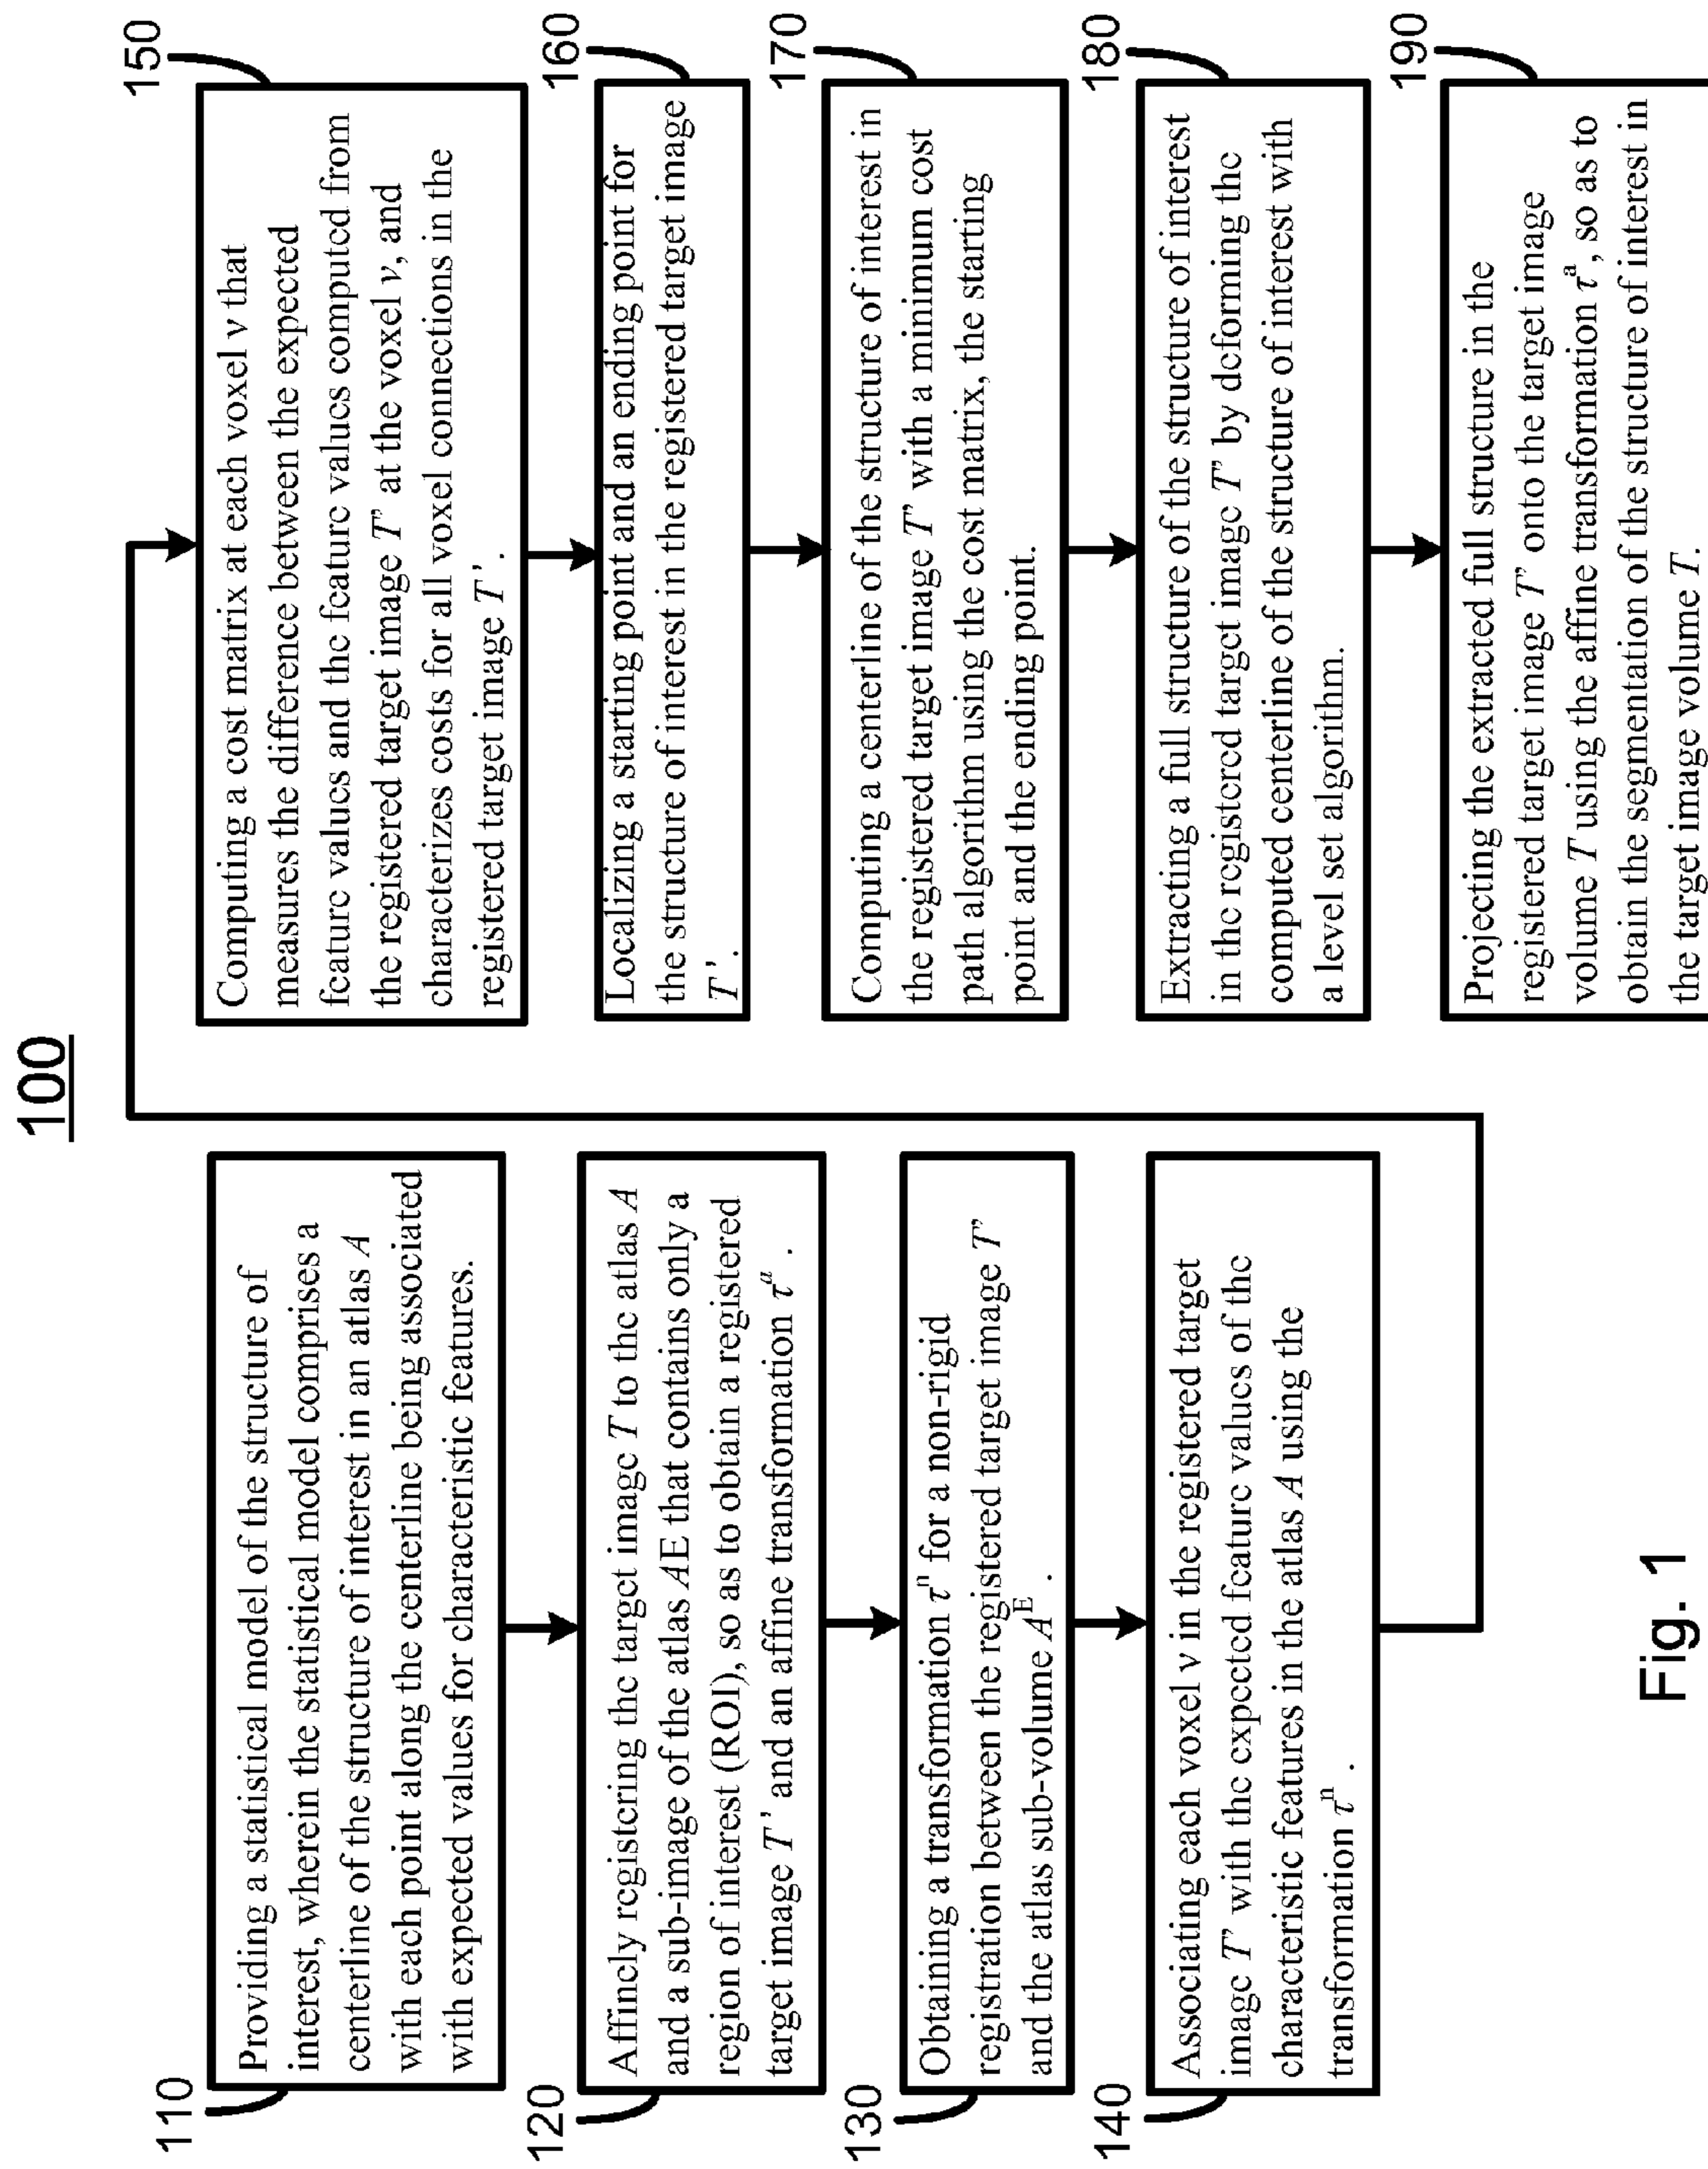 100
110
Providing a statistical model of the structure of
interest, wherein the statistical model comprises a
centerline of the structure of interest in an atlas A
with each point along the centerline being associated
with expected values for characteristic features.
120
Affinely registering the target image T to the atlas A
and a sub-image of the atlas AE that contains only a
region of interest (ROI), so as to obtain a registered
target image T' and an affine transformation τᵃ .
130
Obtaining a transformation τⁿ for a non-rigid
registration between the registered target image T'
and the atlas sub-volume Aᴱ .
140
Associating each voxel v in the registered target
image T' with the expected feature values of the
characteristic features in the atlas A using the
transformation τⁿ .
150
Computing a cost matrix at each voxel v that
measures the difference between the expected
feature values and the feature values computed from
the registered target image T' at the voxel v, and
characterizes costs for all voxel connections in the
registered target image T' .
160
Localizing a starting point and an ending point for
the structure of interest in the registered target image
T' .
170
Computing a centerline of the structure of interest in
the registered target image T' with a minimum cost
path algorithm using the cost matrix, the starting
point and the ending point.
180
Extracting a full structure of the structure of interest
in the registered target image T' by deforming the
computed centerline of the structure of interest with
a level set algorithm.
190
Projecting the extracted full structure in the
registered target image T' onto the target image
volume T using the affine transformation τᵃ, so as to
obtain the segmentation of the structure of interest in
the target image volume T.
Fig. 1